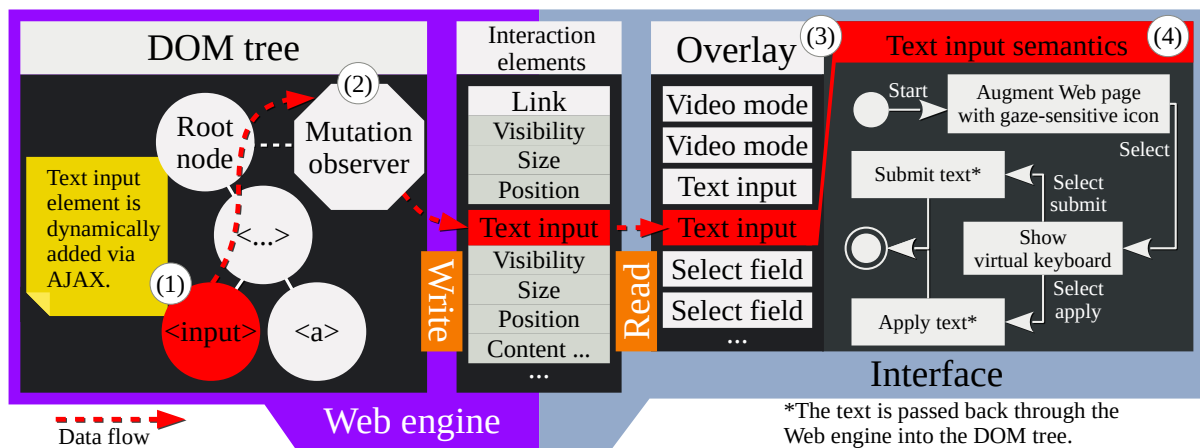 DOM tree
(2)
Root
node
Mutation
observer
Text input
element is
dynamically
added via
AJAX.
<...>
(1)
<input>
<a>
Write
Interaction
elements
Link
Visibility
Size
Position
Text input
Visibility
Size
Position
Content ...
...
Read
Overlay
(3)
Video mode
Video mode
Text input
Text input
Select field
Select field
...
Text input semantics
(4)
Start
Augment Web page
with gaze-sensitive icon
Select
Submit text*
Select
submit
Show
virtual keyboard
Select
apply
Apply text*
Interface
Web engine
Data flow
*The text is passed back through the
Web engine into the DOM tree.